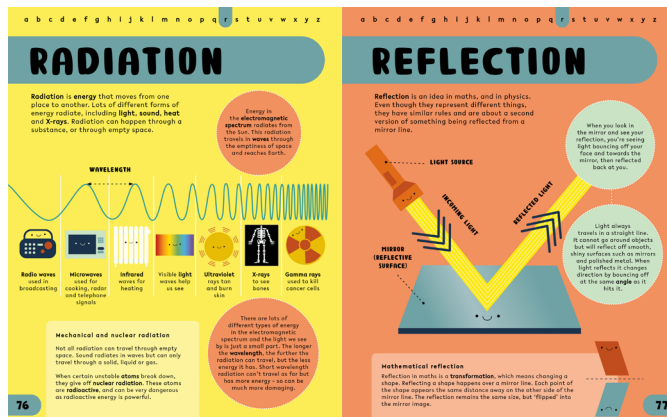 a b c d e f g h i j k l m n o p q r s t u v w x y z
RADIATION
Radiation is energy that moves from one
place to another. Lots of different forms of
energy radiate, including light, sound, heat
and X-rays. Radiation can happen through a
substance, or through empty space.
Energy in
the electromagnetic
spectrum radiates from
the Sun. This radiation
travels in waves through
the emptiness of space
and reaches Earth.
WAVELENGTH
Radio waves
used in
broadcasting
Microwaves
used for
cooking, radar
and telephone
signals
Infrared
waves for
heating
Visible light
waves help
us see
Ultraviolet
rays tan
and burn
skin
X-rays
to see
bones
Gamma rays
used to kill
cancer cells
Mechanical and nuclear radiation
Not all radiation can travel through empty
space. Sound radiates in waves but can only
travel through a solid, liquid or gas.
When certain unstable atoms break down,
they give off nuclear radiation. These atoms
are radioactive, and can be very dangerous
as radioactive energy is powerful.
There are lots of
different types of energy
in the electromagnetic
spectrum and the light we see
by is just a small part. The longer
the wavelength, the further the
radiation can travel, but the less
energy it has. Short wavelength
radiation can't travel as far but
has more energy - so can be
much more damaging.
76
a b c d e f g h i j k l m n o p q r s t u v w x y z
REFLECTION
Reflection is an idea in maths, and in physics.
Even though they represent different things,
they have similar rules and are about a second
version of something being reflected from a
mirror line.
When you look in
the mirror and see your
reflection, you're seeing
light bouncing off your
face and towards the
mirror, then reflected
back at you.
LIGHT SOURCE
INCOMING LIGHT
REFLECTED LIGHT
MIRROR
(REFLECTIVE
SURFACE)
Light always
travels in a straight line.
It cannot go around objects
but will reflect off smooth,
shiny surfaces such as mirrors
and polished metal. When
light reflects it changes
direction by bouncing off
at the same angle as it
hits it.
Mathematical reflection
Reflection in maths is a transformation, which means changing a
shape. Reflecting a shape happens over a mirror line. Each point of
the shape appears the same distance away on the other side of the
mirror line. The reflection remains the same size, but 'flipped' into
the mirror image.
77